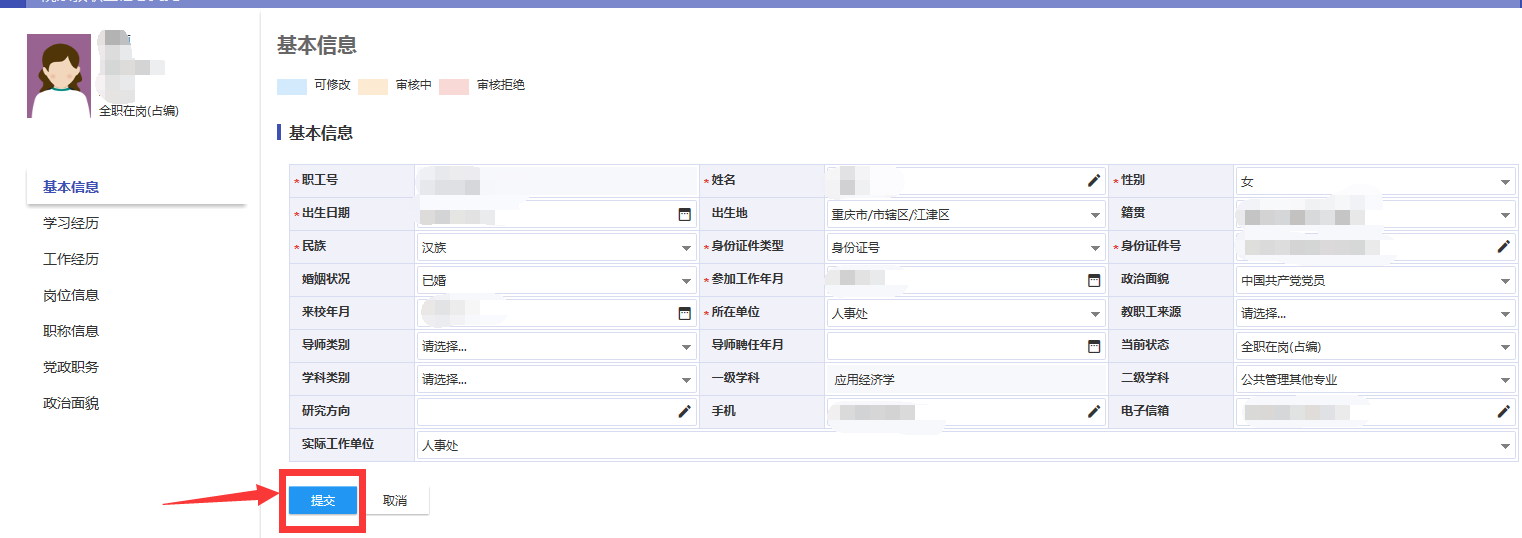 全职在岗(占编)
基本信息
学习经历
工作经历
岗位信息
职称信息
党政职务
政治面貌
基本信息
可修改 审核中 审核拒绝
基本信息
*职工号 *姓名 *性别 女
*出生日期 出生地 重庆市/市辖区/江津区 籍贯
*民族 汉族 *身份证件类型 身份证号 *身份证件号
婚姻状况 已婚 *参加工作年月 政治面貌 中国共产党党员
来校年月 *所在单位 人事处 教职工来源 请选择...
导师类别 请选择... 导师聘任年月 当前状态 全职在岗(占编)
学科类别 请选择... 一级学科 应用经济学 二级学科 公共管理其他专业
研究方向 手机 电子信箱
实际工作单位 人事处
提交 取消